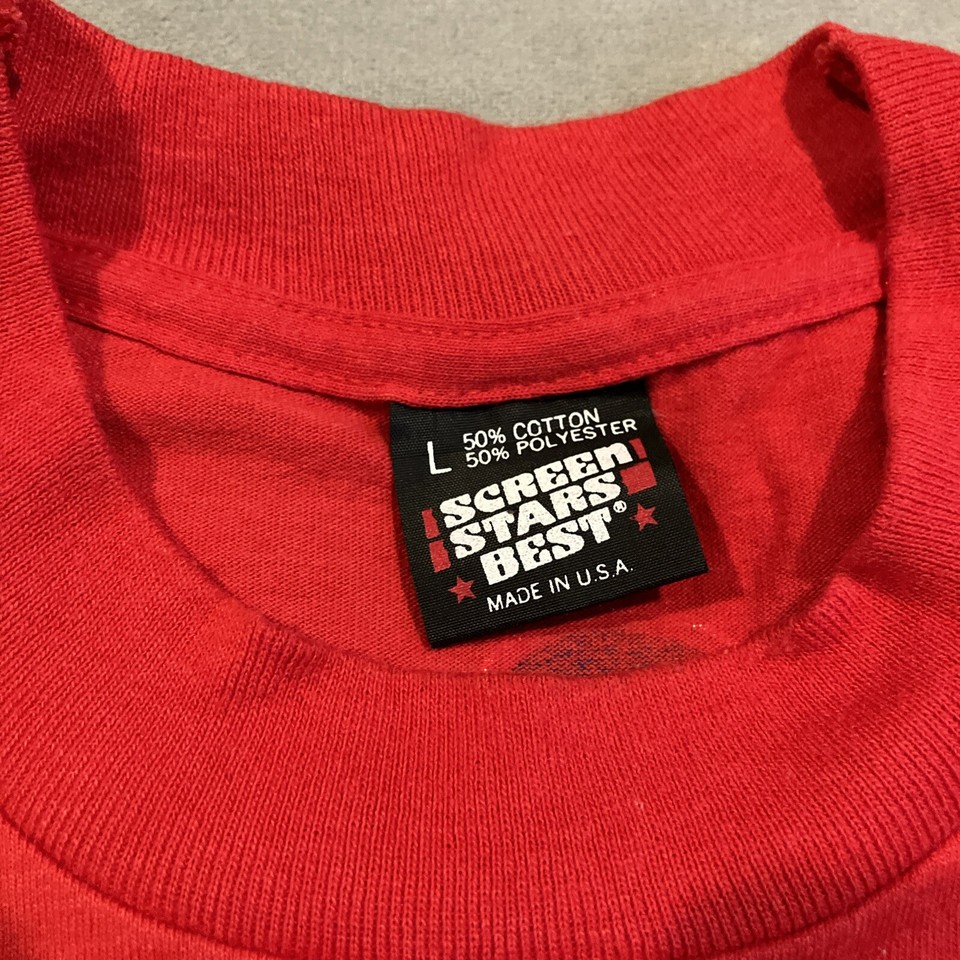 L 50% COTTON
50% POLYESTER
SCREEN
STARS
BEST®
MADE IN U.S.A.